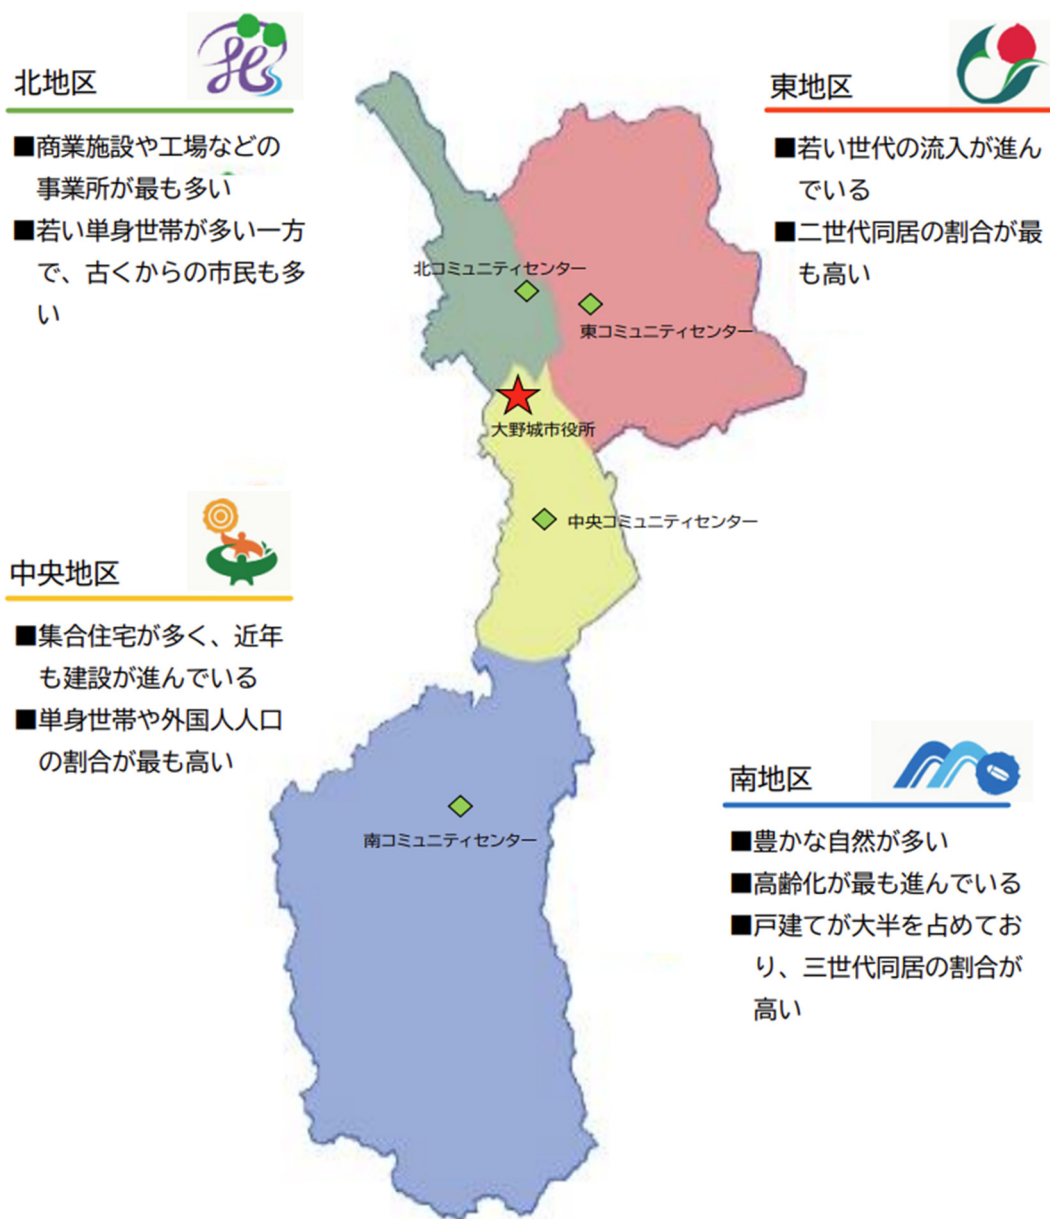 北地区
■商業施設や工場などの
事業所が最も多い
■若い単身世帯が多い一方
で、古くからの市民も多
い
東地区
■若い世代の流入が進ん
でいる
■二世代同居の割合が最
も高い
北コミュニティセンター
東コミュニティセンター
大野城市役所
中央コミュニティセンター
中央地区
■集合住宅が多く、近年
も建設が進んでいる
■単身世帯や外国人人口
の割合が最も高い
南コミュニティセンター
南地区
■豊かな自然が多い
■高齢化が最も進んでいる
■戸建てが大半を占めてお
り、三世代同居の割合が
高い